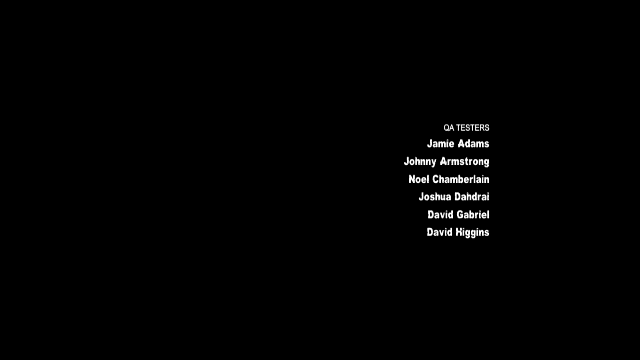 QA TESTERS
Jamie Adams
Johnny Armstrong
Noel Chamberlain
Joshua Dahdrai
David Gabriel
David Higgins